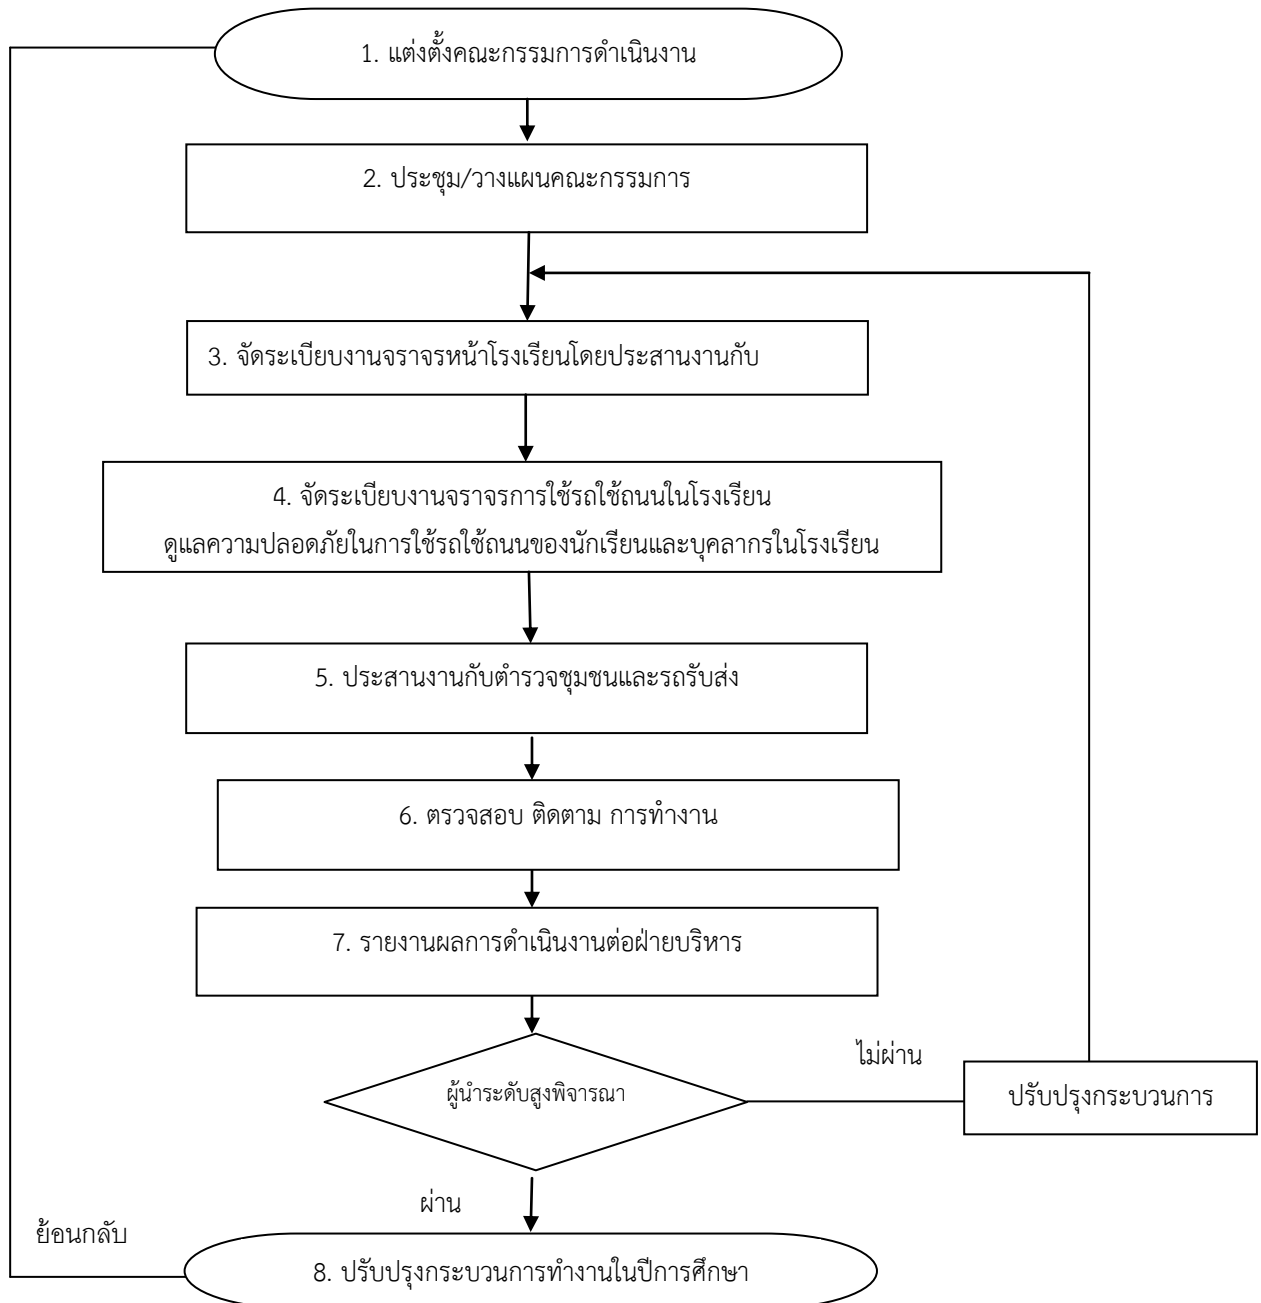 1. แต่งตั้งคณะกรรมการดำเนินงาน
2. ประชุม/วางแผนคณะกรรมการ
3. จัดระเบียบงานจราจรหน้าโรงเรียนโดยประสานงานกับ
4. จัดระเบียบงานจราจรการใช้รถใช้ถนนในโรงเรียน
ดูแลความปลอดภัยในการใช้รถใช้ถนนของนักเรียนและบุคลากรในโรงเรียน
5. ประสานงานกับตำรวจชุมชนและรถรับส่ง
6. ตรวจสอบ ติดตาม การทำงาน
7. รายงานผลการดำเนินงานต่อฝ่ายบริหาร
ผู้นำระดับสูงพิจารณา
ไม่ผ่าน
ปรับปรุงกระบวนการ
ผ่าน
ย้อนกลับ
8. ปรับปรุงกระบวนการทำงานในปีการศึกษา